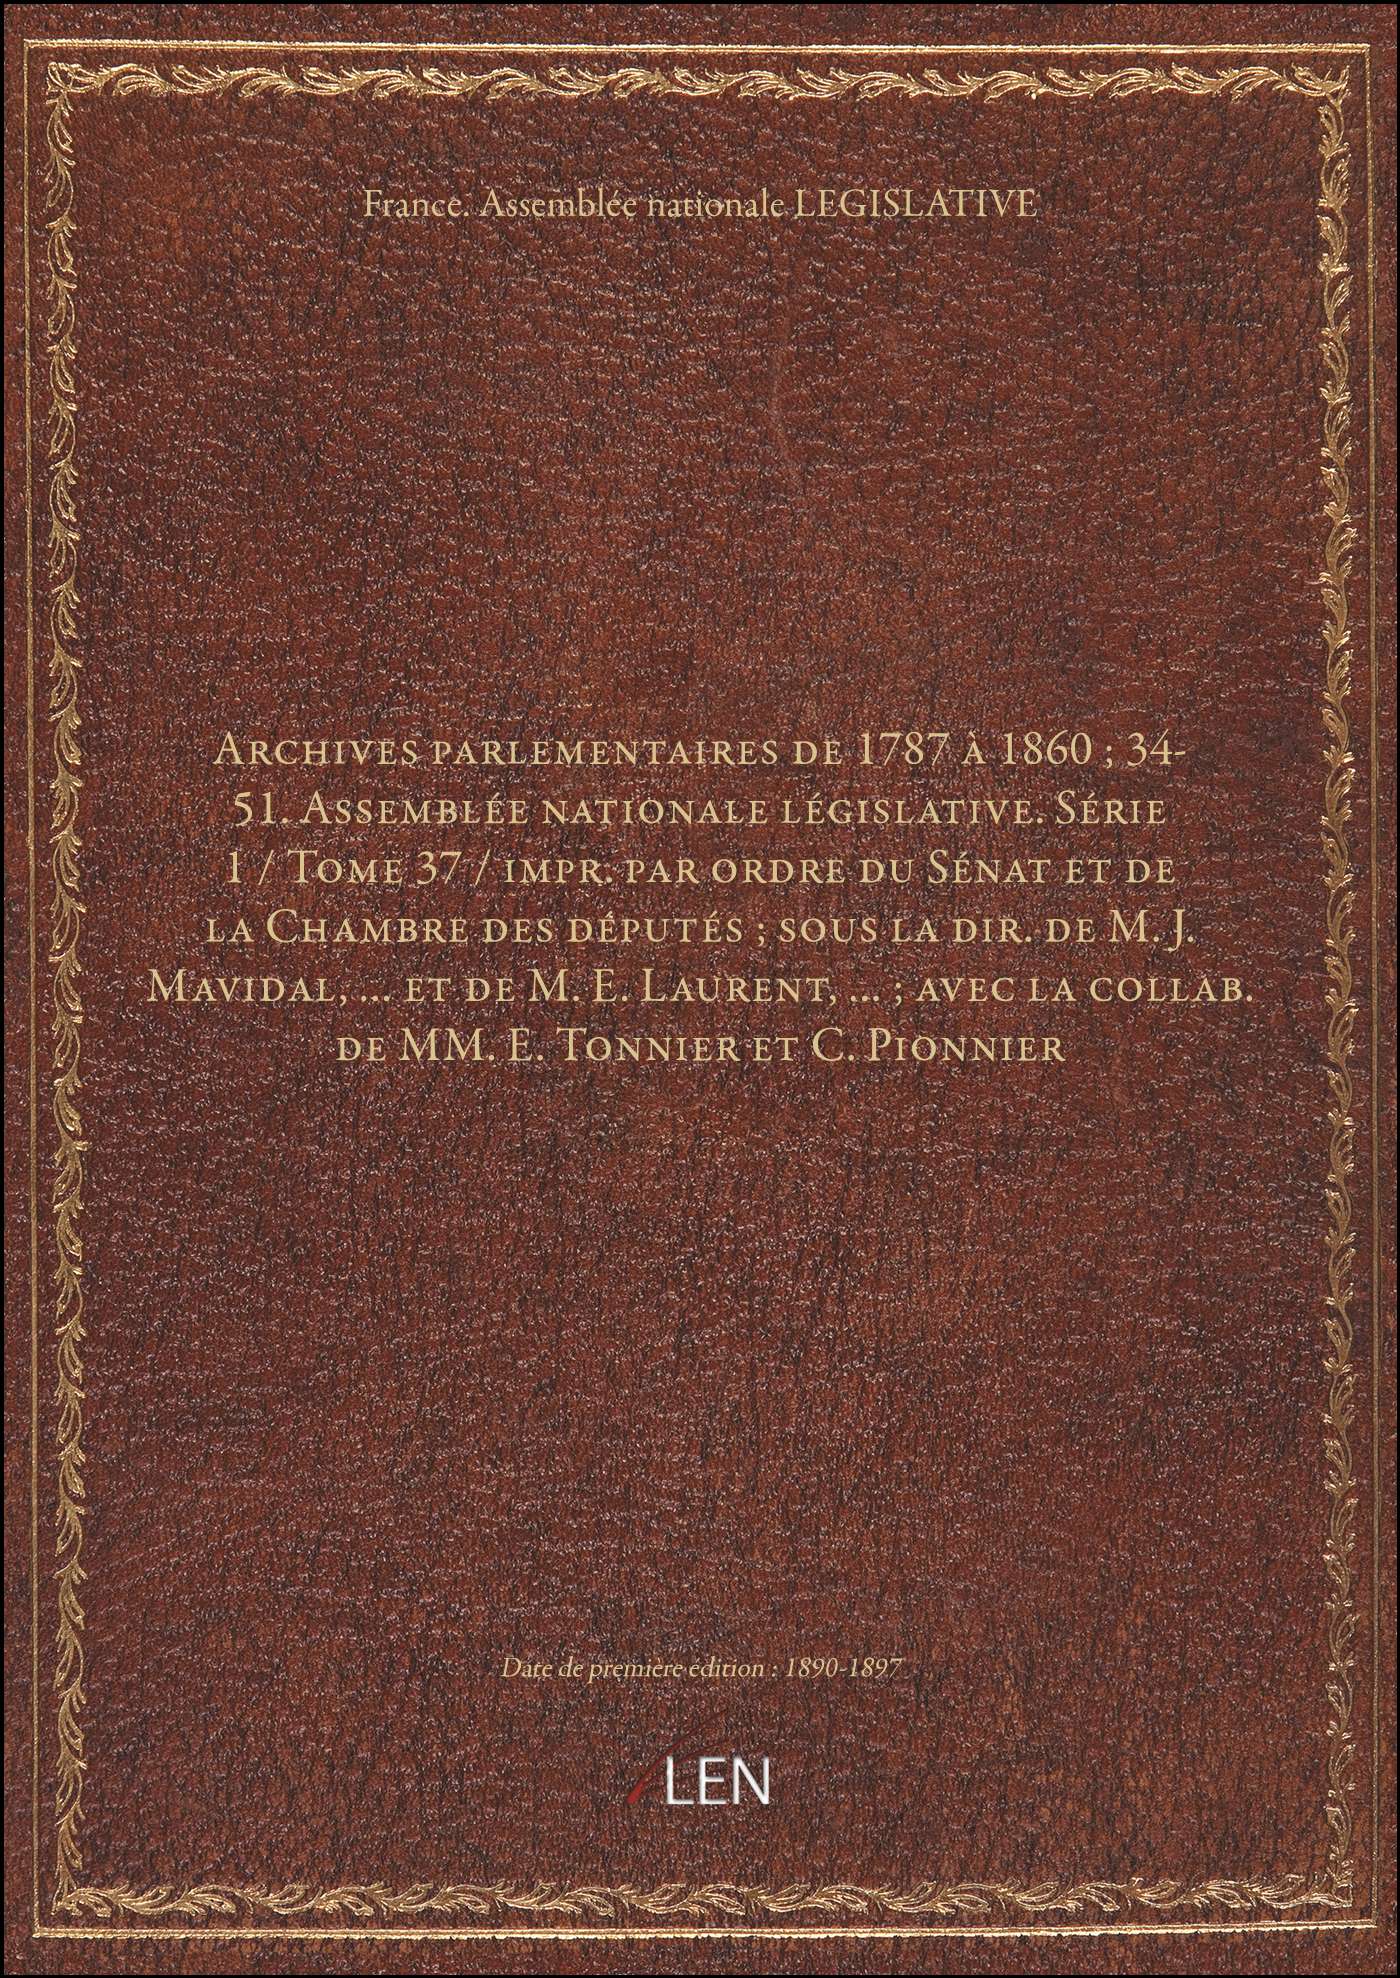 France. Assemblée nationale LEGISLATIVE
Archives parlementaires de 1787 à 1860 ; 34-
51. Assemblée nationale législative. Série
1 / Tome 37 / impr. par ordre du Sénat et de
la Chambre des députés ; sous la dir. de M. J.
Mavidal, ... et de M. E. Laurent, ... ; avec la collab.
de MM. E. Tonnier et C. Pionnier
Date de première édition : 1890-1897
LEN